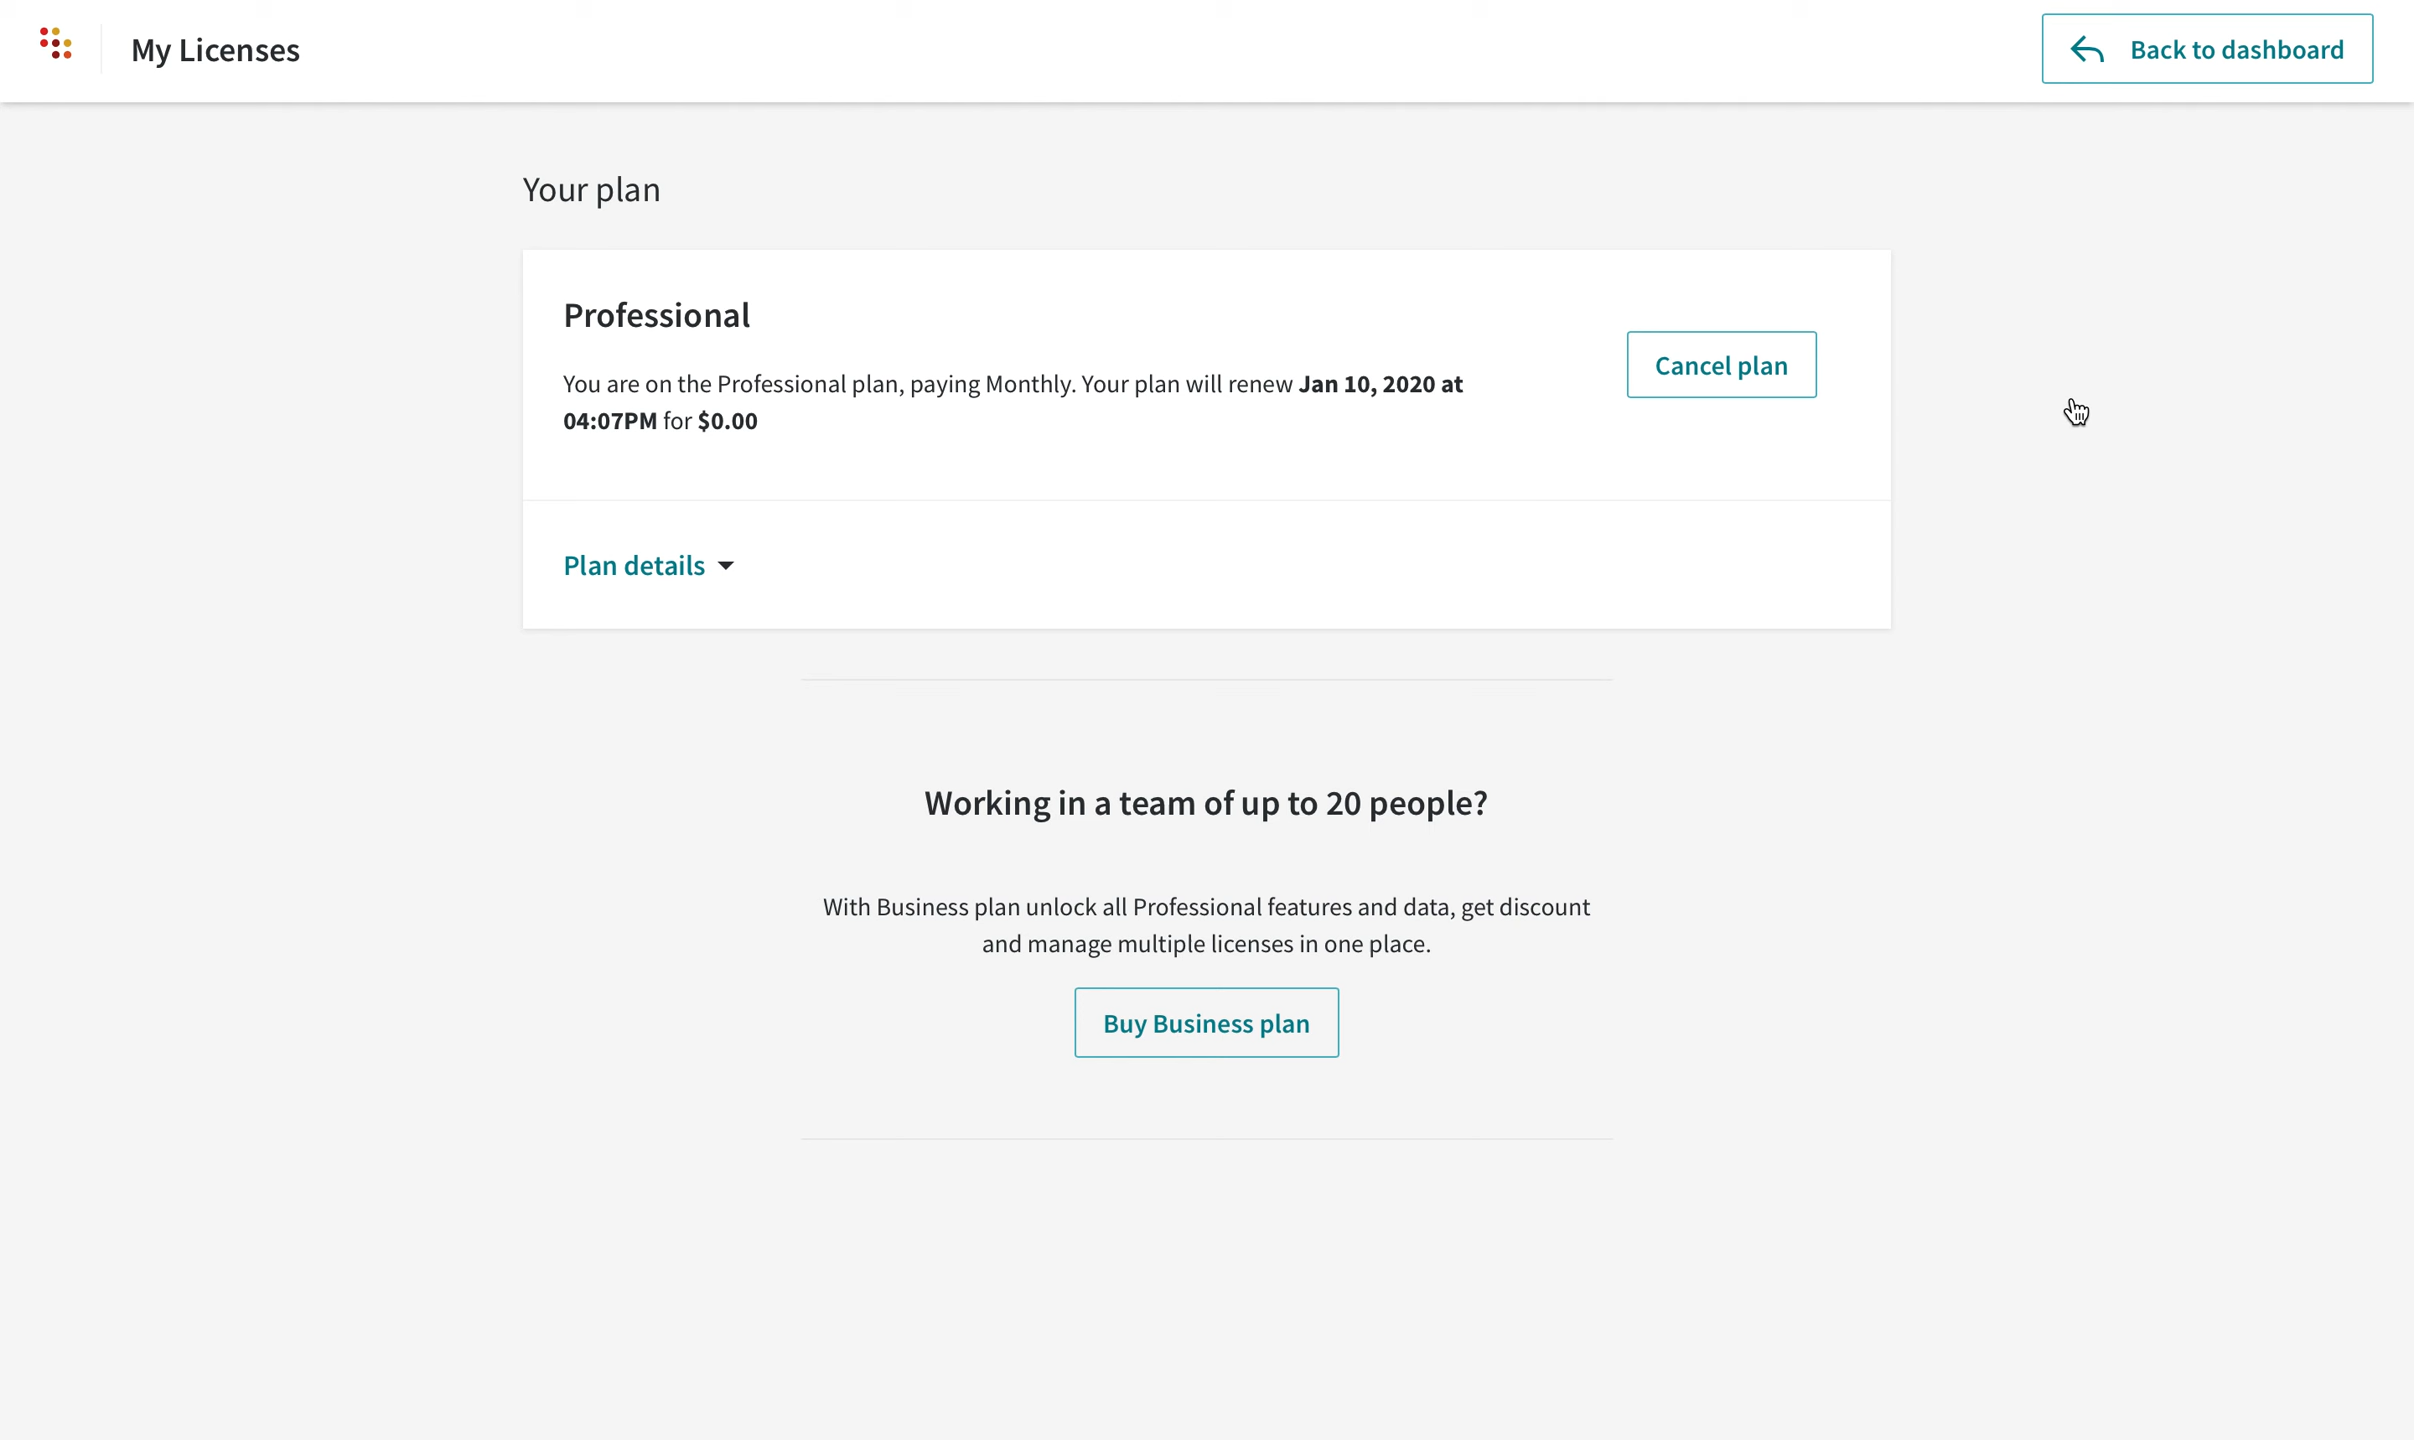 My Licenses
Back to dashboard
Your plan
Professional
You are on the Professional plan, paying Monthly. Your plan will renew Jan 10, 2020 at
04:07PM for $0.00
Cancel plan
Plan details
Working in a team of up to 20 people?
With Business plan unlock all Professional features and data, get discount
and manage multiple licenses in one place.
Buy Business plan